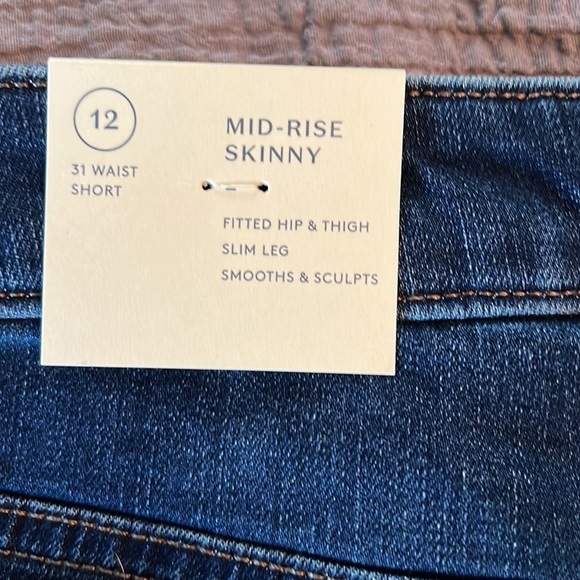 12
31 WAIST
SHORT
MID-RISE
SKINNY
FITTED HIP & THIGH
SLIM LEG
SMOOTHS & SCULPTS